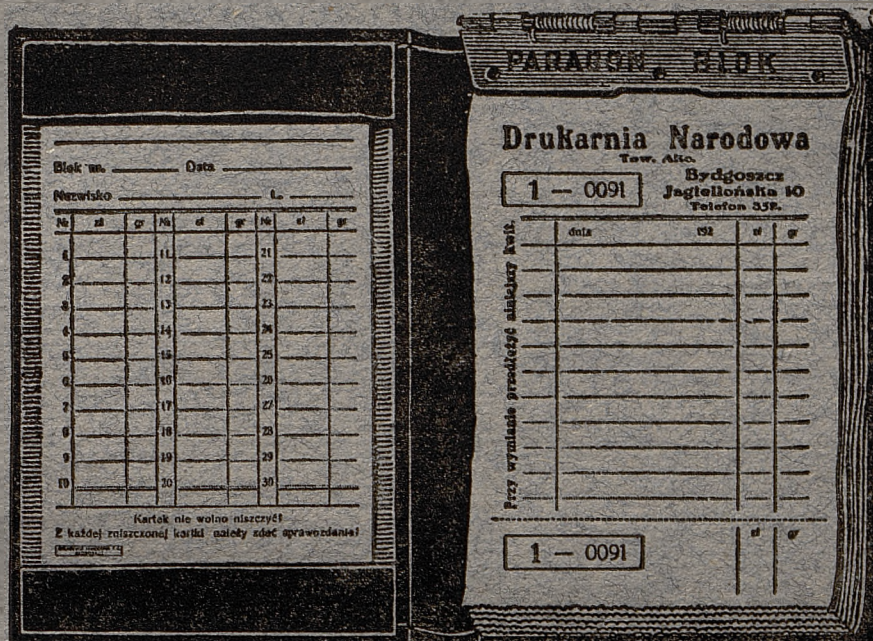 Blok nr. Data
Nazwisko
Nr zł gr Nr zł gr Nr zł gr
1 11 21
2 12 22
3 13 23
4 14 24
5 15 25
6 16 26
7 17 27
8 18 28
9 19 29
10 20 30
Kartek nie wolno niszczyć!
Z każdej zniszczonej kartki należy zdać sprawozdanie!
PARAGON BLOK
Drukarnia Narodowa
Tow. Akc.
1 — 0091
Bydgoszcz
Jagiellońska 10
Telefon 352.
Przy wymianie przedłożyć niniejszy kwit.
dnia 192 zł gr
zł gr
1 — 0091